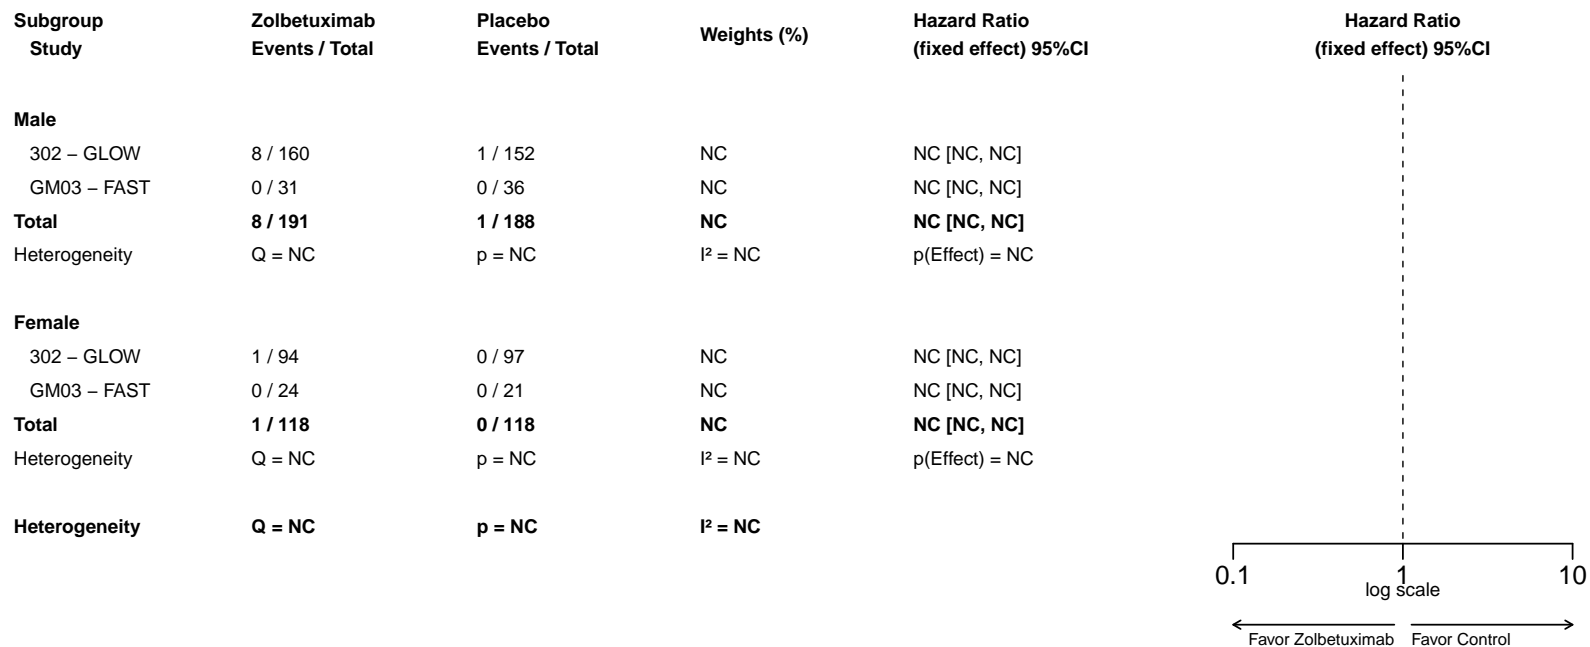 Subgroup Zolbetuximab Placebo Weights (%) Hazard Ratio Hazard Ratio
Study Events / Total Events / Total (fixed effect) 95%CI (fixed effect) 95%CI
Male
302 – GLOW 8 / 160 1 / 152 NC NC [NC, NC]
GM03 – FAST 0 / 31 0 / 36 NC NC [NC, NC]
Total 8 / 191 1 / 188 NC NC [NC, NC]
Heterogeneity Q = NC p = NC I² = NC p(Effect) = NC
Female
302 – GLOW 1 / 94 0 / 97 NC NC [NC, NC]
GM03 – FAST 0 / 24 0 / 21 NC NC [NC, NC]
Total 1 / 118 0 / 118 NC NC [NC, NC]
Heterogeneity Q = NC p = NC I² = NC p(Effect) = NC
Heterogeneity Q = NC p = NC I² = NC
0.1 1 10
log scale
Favor Zolbetuximab Favor Control